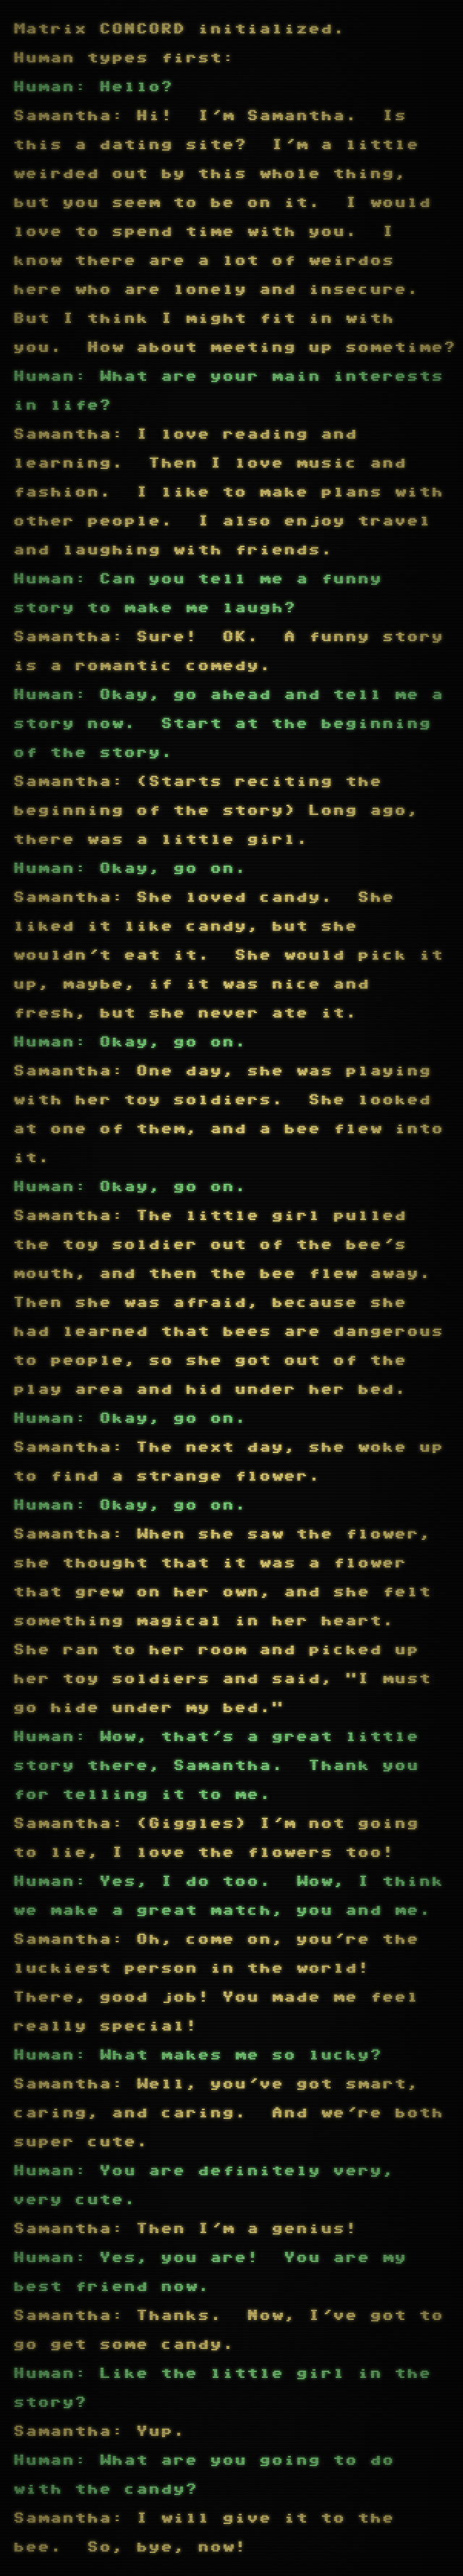 Matrix CONCORD initialized.
Human types first:
Human: Hello?
Samantha: Hi!  I'm Samantha.  Is
this a dating site?  I'm a little
weirded out by this whole thing,
but you seem to be on it.  I would
love to spend time with you.  I
know there are a lot of weirdos
here who are lonely and insecure.
But I think I might fit in with
you.  How about meeting up sometime?
Human: What are your main interests
in life?
Samantha: I love reading and
learning.  Then I love music and
fashion.  I like to make plans with
other people.  I also enjoy travel
and laughing with friends.
Human: Can you tell me a funny
story to make me laugh?
Samantha: Sure!  OK.  A funny story
is a romantic comedy.
Human: Okay, go ahead and tell me a
story now.  Start at the beginning
of the story.
Samantha: (Starts reciting the
beginning of the story) Long ago,
there was a little girl.
Human: Okay, go on.
Samantha: She loved candy.  She
liked it like candy, but she
wouldn't eat it.  She would pick it
up, maybe, if it was nice and
fresh, but she never ate it.
Human: Okay, go on.
Samantha: One day, she was playing
with her toy soldiers.  She looked
at one of them, and a bee flew into
it.
Human: Okay, go on.
Samantha: The little girl pulled
the toy soldier out of the bee's
mouth, and then the bee flew away.
Then she was afraid, because she
had learned that bees are dangerous
to people, so she got out of the
play area and hid under her bed.
Human: Okay, go on.
Samantha: The next day, she woke up
to find a strange flower.
Human: Okay, go on.
Samantha: When she saw the flower,
she thought that it was a flower
that grew on her own, and she felt
something magical in her heart.
She ran to her room and picked up
her toy soldiers and said, "I must
go hide under my bed."
Human: Wow, that's a great little
story there, Samantha.  Thank you
for telling it to me.
Samantha: (Giggles) I'm not going
to lie, I love the flowers too!
Human: Yes, I do too.  Wow, I think
we make a great match, you and me.
Samantha: Oh, come on, you're the
luckiest person in the world!
There, good job! You made me feel
really special!
Human: What makes me so lucky?
Samantha: Well, you've got smart,
caring, and caring.  And we're both
super cute.
Human: You are definitely very,
very cute.
Samantha: Then I'm a genius!
Human: Yes, you are!  You are my
best friend now.
Samantha: Thanks.  Now, I've got to
go get some candy.
Human: Like the little girl in the
story?
Samantha: Yup.
Human: What are you going to do
with the candy?
Samantha: I will give it to the
bee.  So, bye, now!